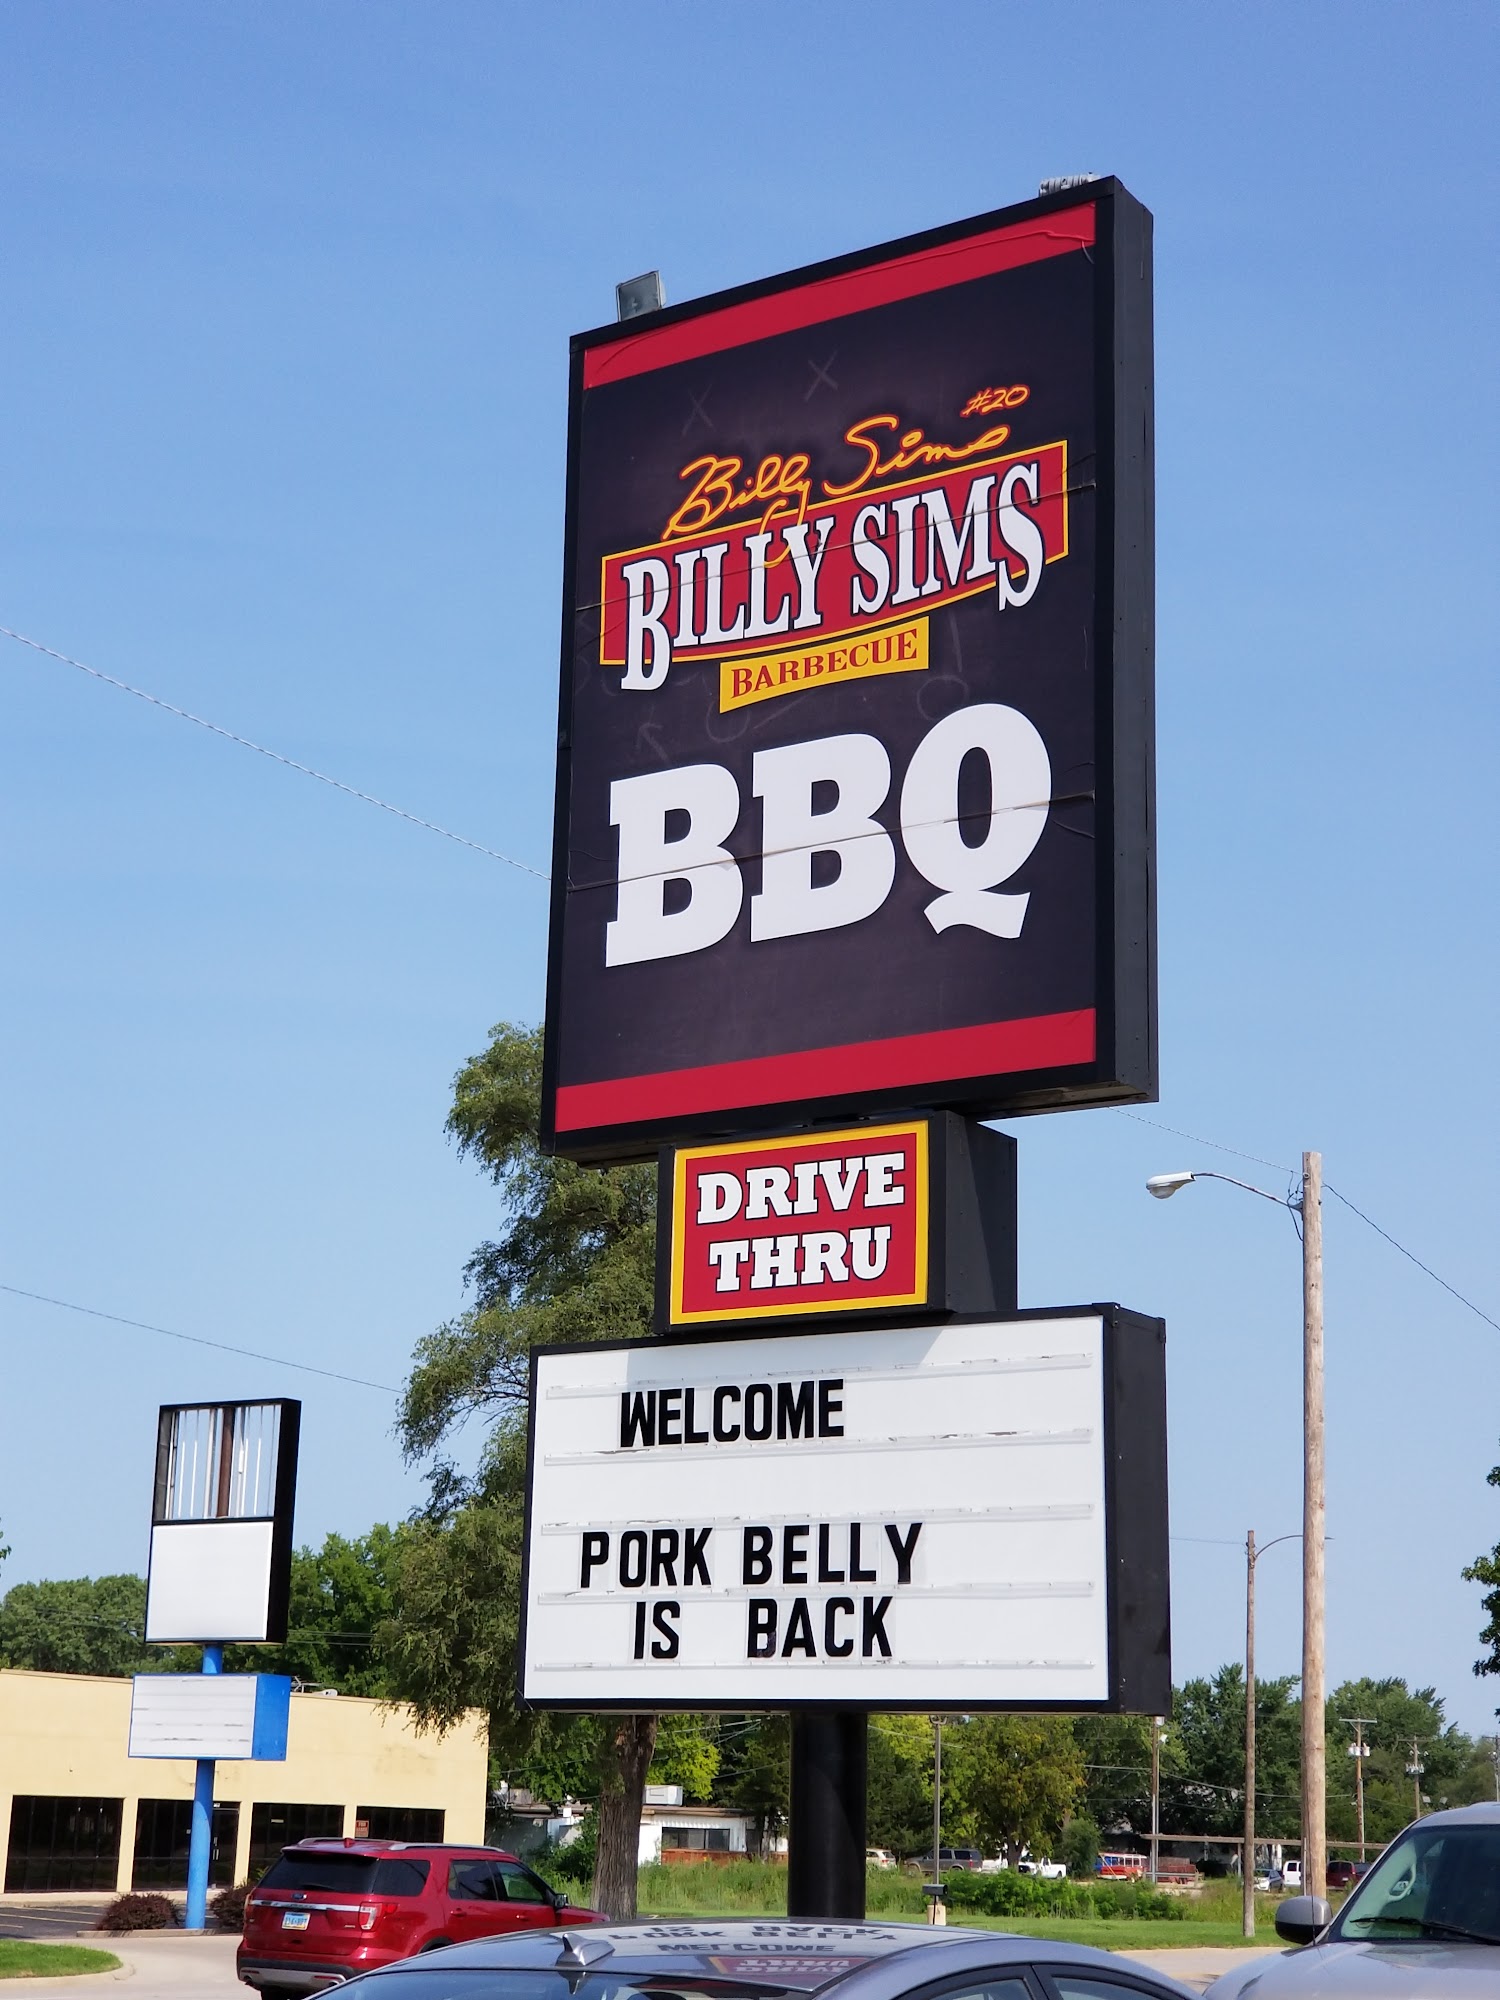 Billy Sims #20
BILLY SIMS
BARBECUE
BBQ
DRIVE
THRU
WELCOME
PORK BELLY
IS BACK